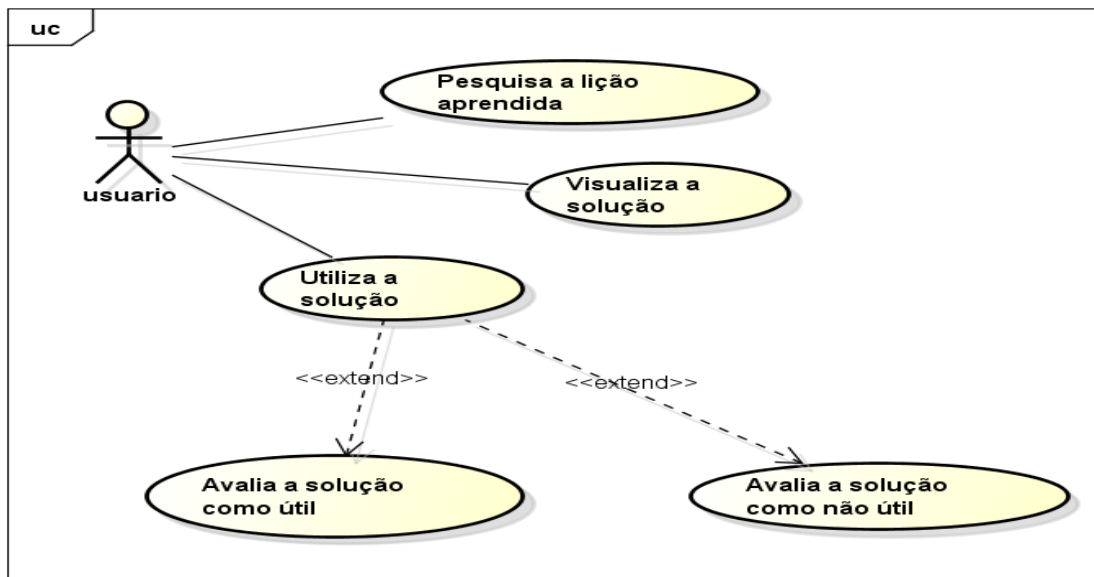 uc
Pesquisa a lição
aprendida
usuario
Visualiza a
solução
Utiliza a
solução
<<extend>>
<<extend>>
Avalia a solução
como útil
Avalia a solução
como não útil